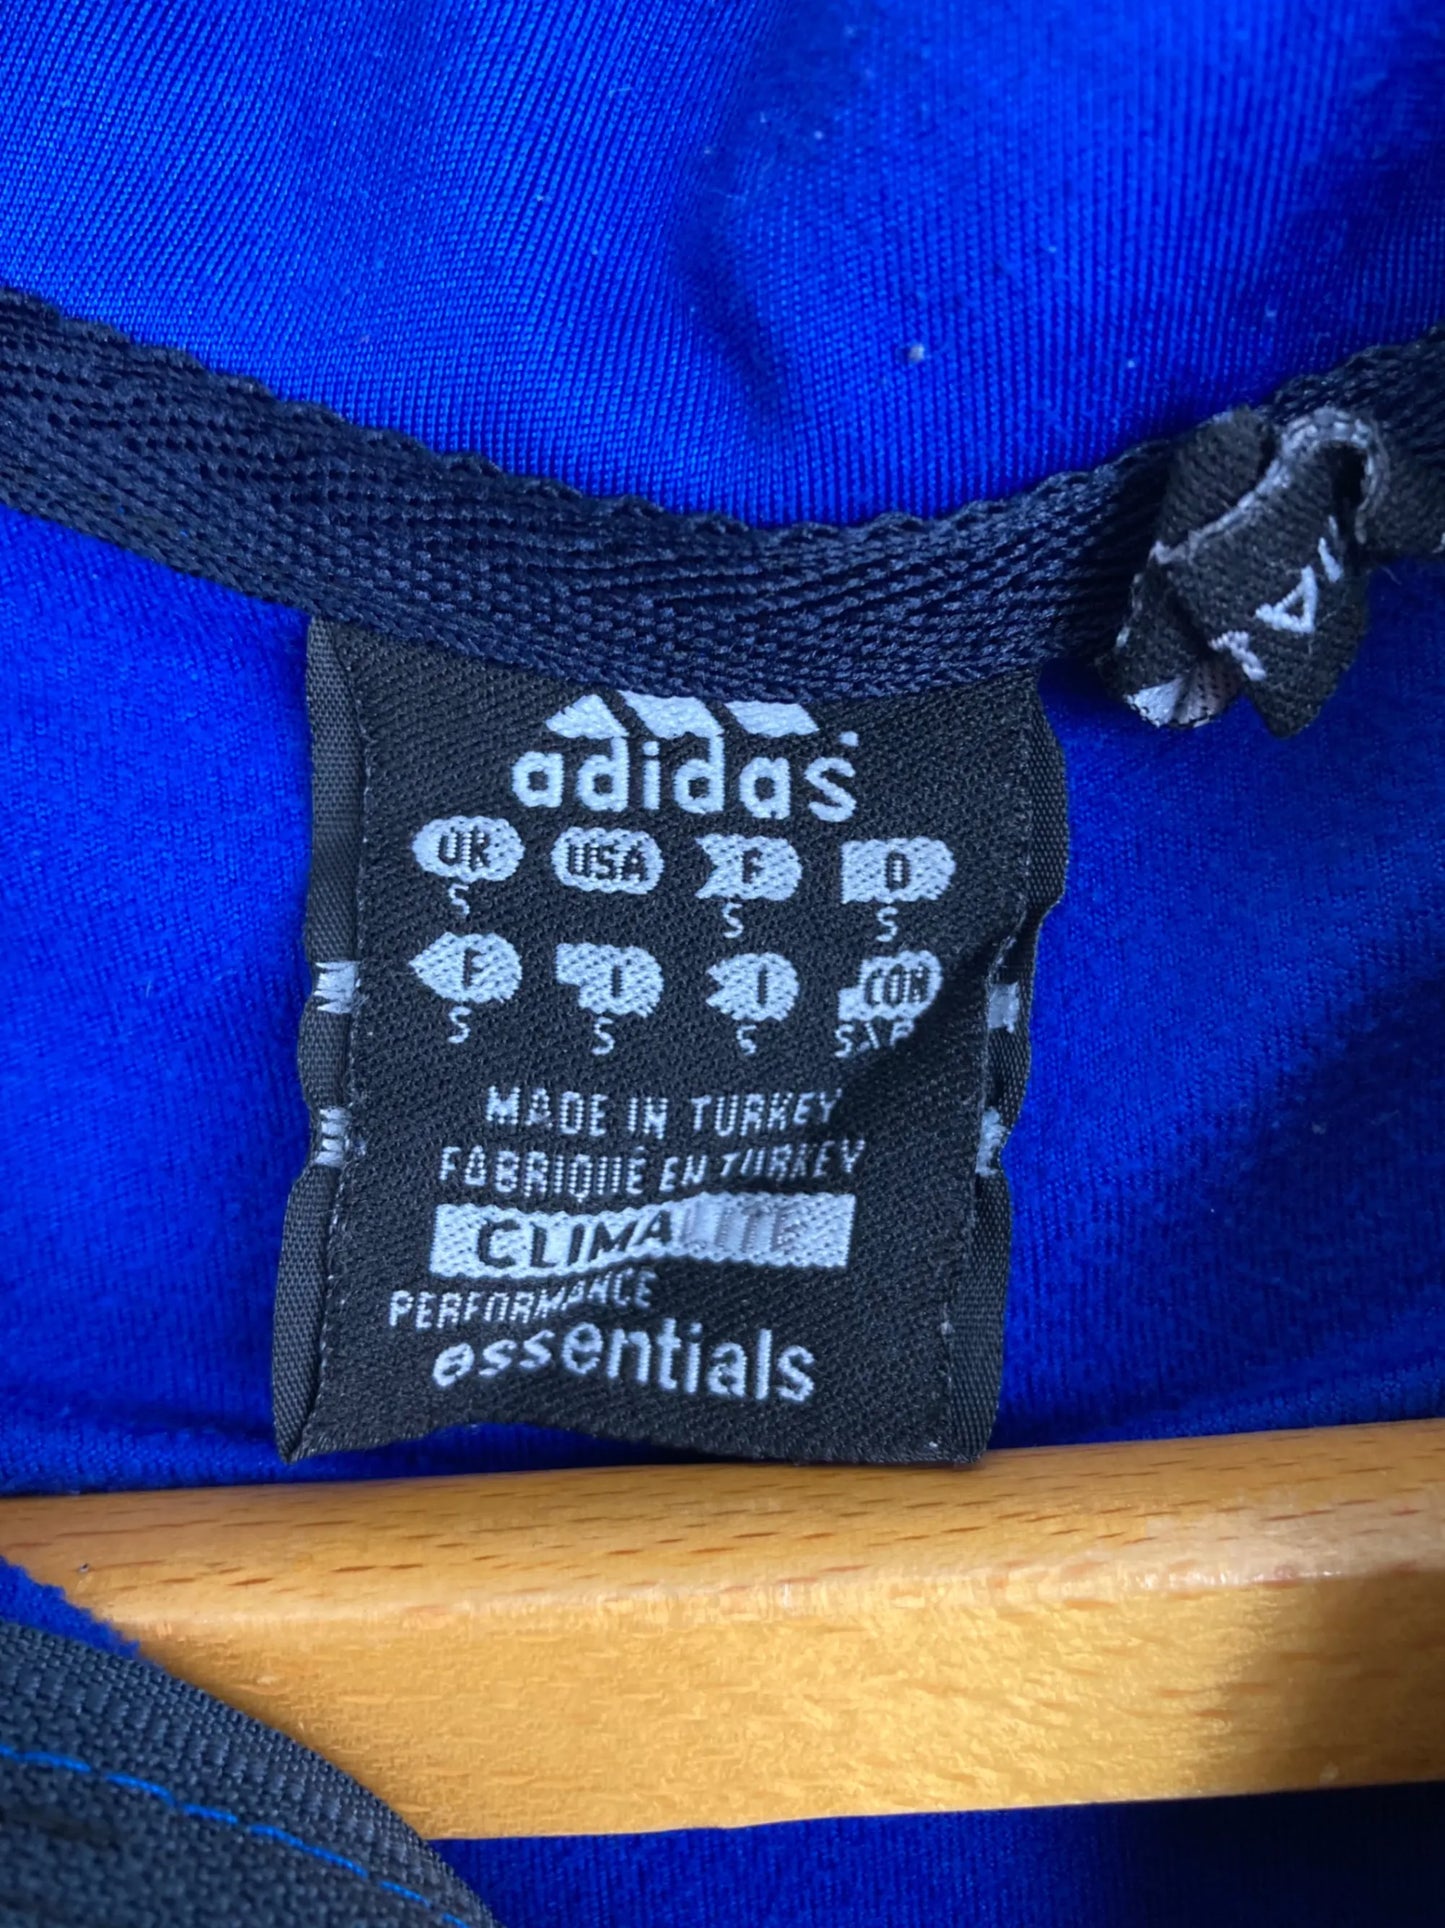 adidas
UK USA F D
S S S
E I I CON
S S S S\P
MADE IN TURKEY
FABRIQUÉ EN TURKEY
CLIMALITE
PERFORMANCE
essentials